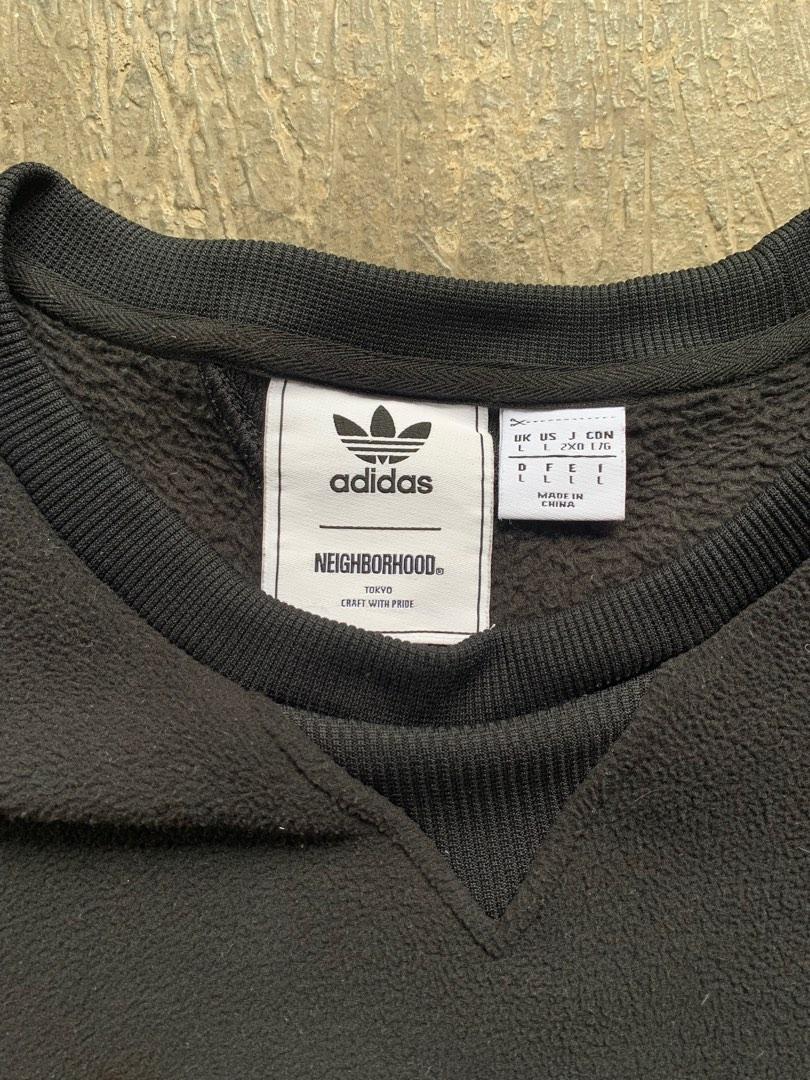 adidas
NEIGHBORHOOD®
TOKYO
CRAFT WITH PRIDE
UK US J CDN
L L 2XO L/G
D F E I
L L L L
MADE IN
CHINA